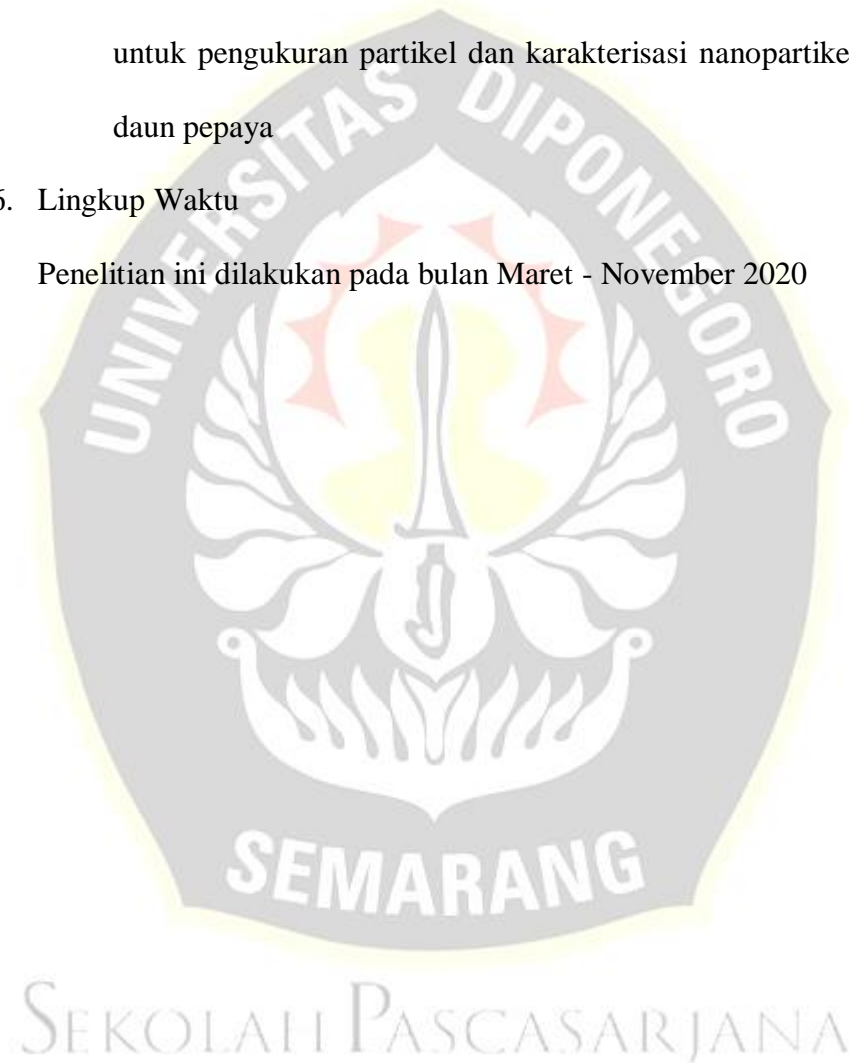 untuk pengukuran partikel dan karakterisasi nanopartike
daun pepaya
6. Lingkup Waktu
Penelitian ini dilakukan pada bulan Maret - November 2020
UNIVERSITAS DIPONEGORO
SEMARANG
SEKOLAH PASCASARJANA